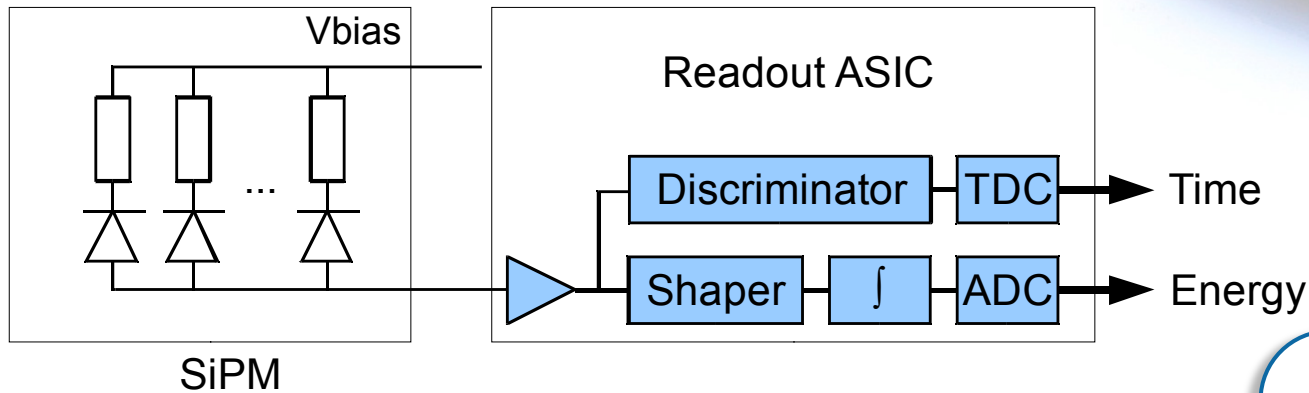 Vbias
Readout ASIC
...
Discriminator
TDC
Time
Shaper
∫
ADC
Energy
SiPM